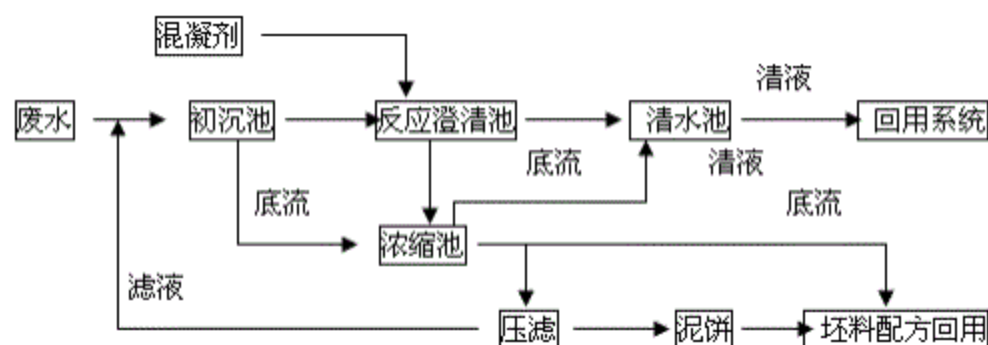 混凝剂
清液
废水
初沉池
反应澄清池
清水池
回用系统
底流
清液
底流
底流
浓缩池
滤液
压滤
泥饼
坯料配方回用